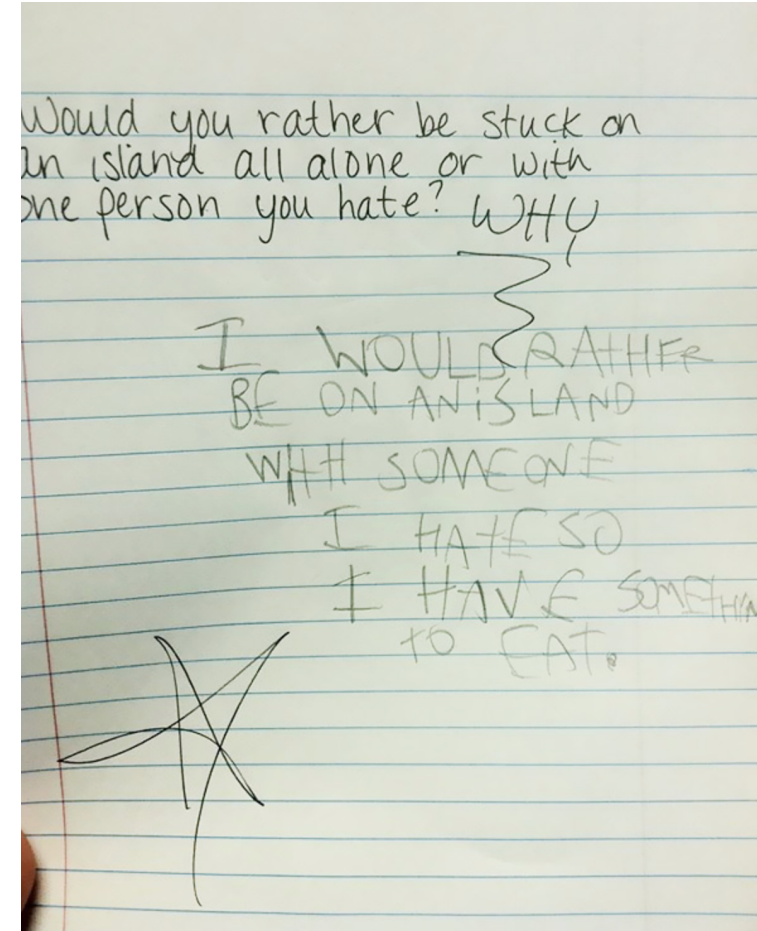 Would you rather be stuck on
an island all alone or with
one person you hate? WHY
I WOULD RATHER
BE ON AN iSLAND
WITH SOMEONE
I HATE SO
I HAVE SOMETHIN
to EAT.